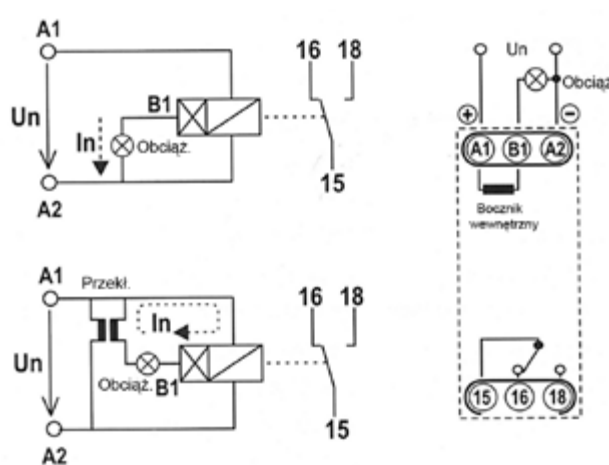 A1
16 18
Un
B1
In
Obciąż.
15
A2
A1
Przekł.
In
16 18
Un
Obciąż. B1
15
A2
Un
Obciąż
+ −
A1 B1 A2
Bocznik
wewnętrzny
15 16 18